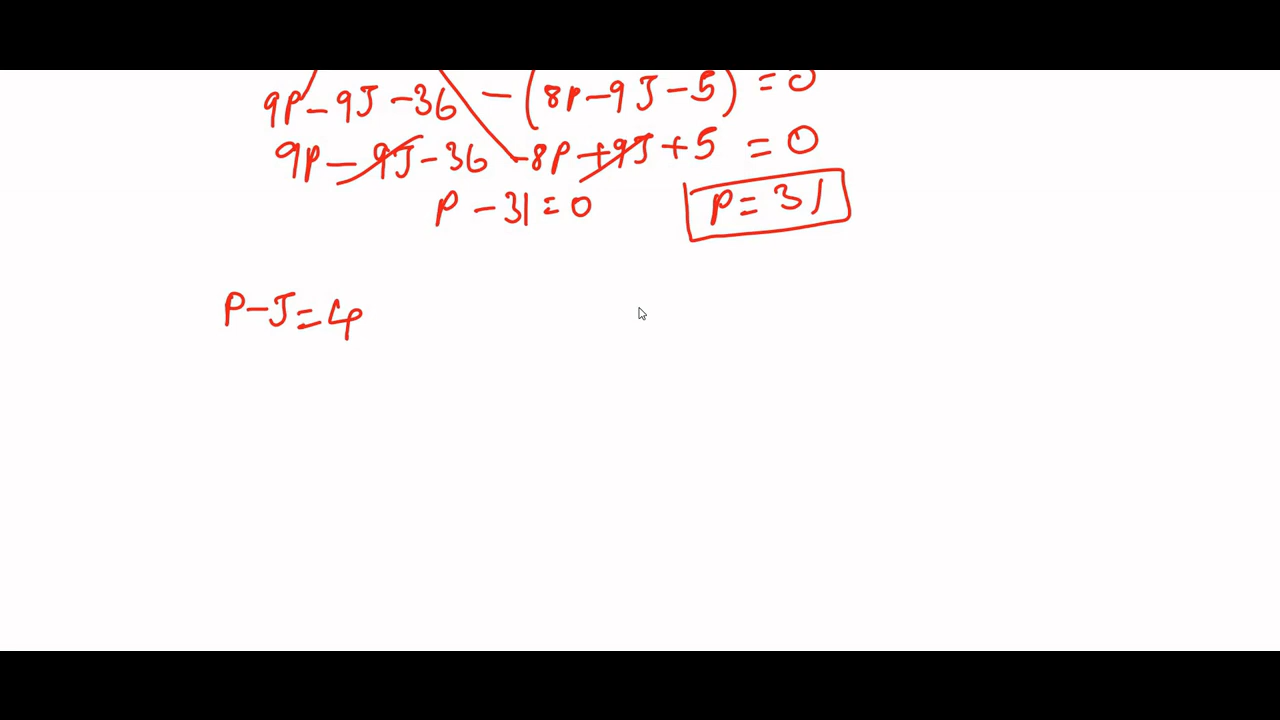 9P - 9J - 36 - (8P - 9J - 5) = 0
9P - 9J - 36 - 8P + 9J + 5 = 0
P - 31 = 0 P = 31
P - J = 4